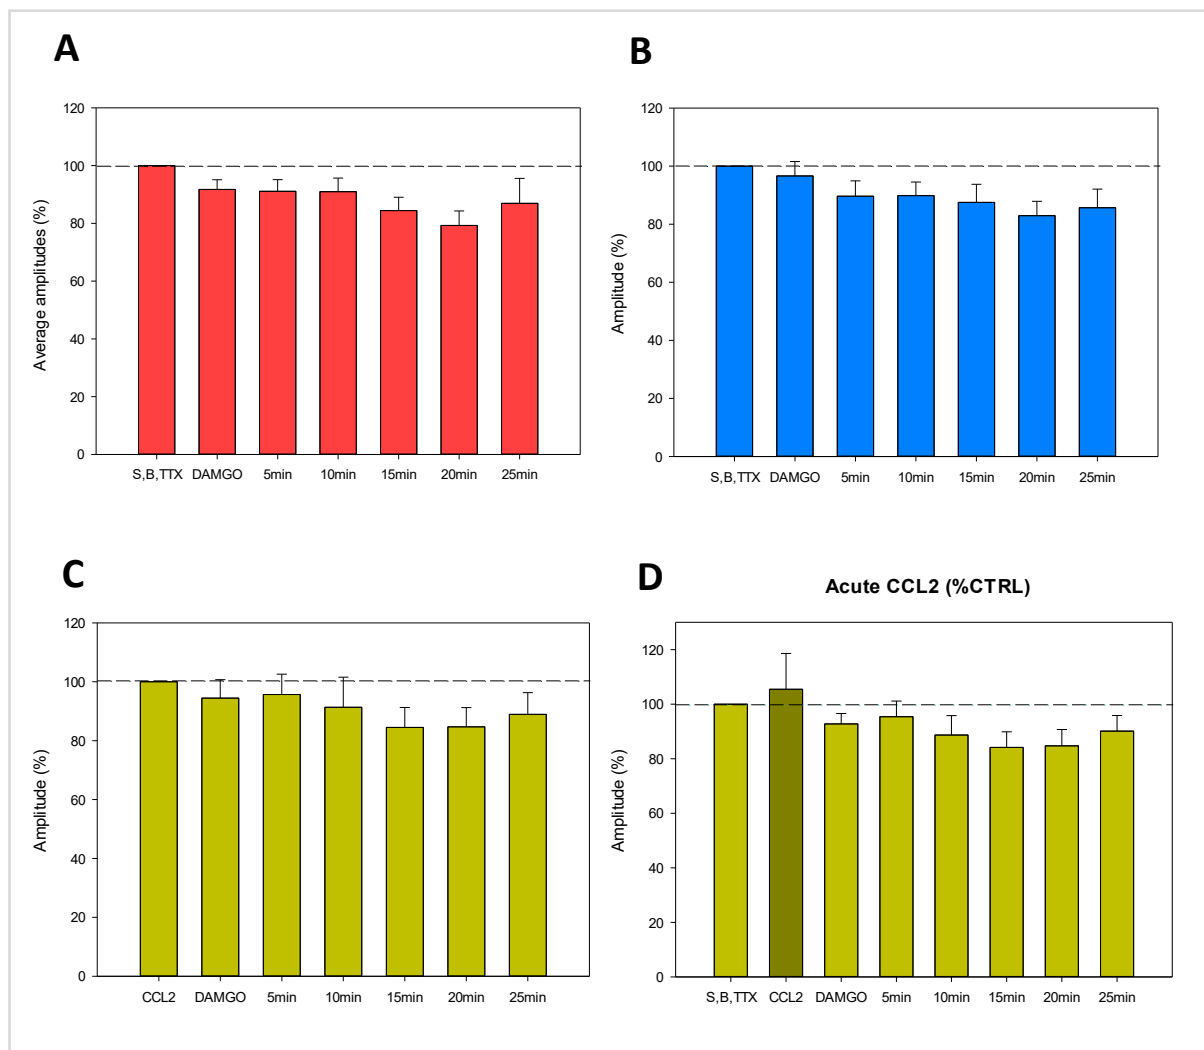 A
Average amplitudes (%)
120
100
80
60
40
20
0
S,B,TTX DAMGO 5min 10min 15min 20min 25min
B
Amplitude (%)
120
100
80
60
40
20
0
S,B,TTX DAMGO 5min 10min 15min 20min 25min
C
Amplitude (%)
120
100
80
60
40
20
0
CCL2 DAMGO 5min 10min 15min 20min 25min
D
Acute CCL2 (%CTRL)
Amplitude (%)
120
100
80
60
40
20
0
S,B,TTX CCL2 DAMGO 5min 10min 15min 20min 25min